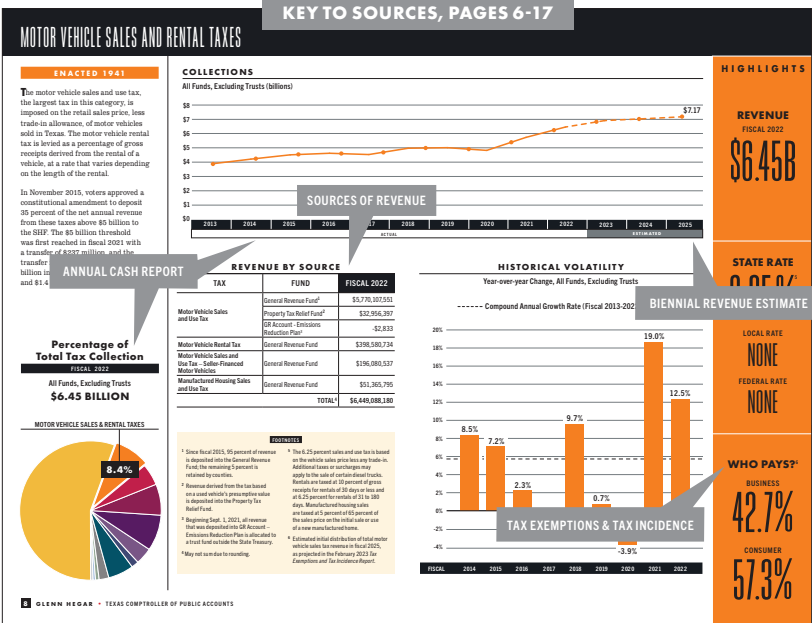 KEY TO SOURCES, PAGES 6-17
MOTOR VEHICLE SALES AND RENTAL TAXES
ENACTED 1941
The motor vehicle sales and use tax,
the largest tax in this category, is
imposed on the retail sales price, less
trade-in allowance, of motor vehicles
sold in Texas. The motor vehicle rental
tax is levied as a percentage of gross
receipts derived from the rental of a
vehicle, at a rate that varies depending
on the length of the rental.
In November 2015, voters approved a
constitutional amendment to deposit
35 percent of the net annual revenue
from these taxes above $5 billion to
the SHF. The $5 billion threshold
was first reached in fiscal 2021 with
a transfer of $237 million, and the
transfer
billion in
and $1.4
ANNUAL CASH REPORT
Percentage of
Total Tax Collection
FISCAL 2022
All Funds, Excluding Trusts
$6.45 BILLION
MOTOR VEHICLE SALES & RENTAL TAXES
8.4%
COLLECTIONS
All Funds, Excluding Trusts (billions)
$8
$7
$6
$5
$4
$3
$2
$1
$0
$7.17
2013 2014 2015 2016 17 2018 2019 2020 2021 2022 2023 2024 2025
ACTUAL ESTIMATED
SOURCES OF REVENUE
REVENUE BY SOURCE
TAX FUND FISCAL 2022
Motor Vehicle Sales
and Use Tax
General Revenue Fund¹ $5,770,107,551
Property Tax Relief Fund² $32,956,397
GR Account - Emissions
Reduction Plan³ -$2,833
Motor Vehicle Rental Tax General Revenue Fund $398,580,734
Motor Vehicle Sales and
Use Tax – Seller-Financed
Motor Vehicles
General Revenue Fund $196,080,537
Manufactured Housing Sales
and Use Tax
General Revenue Fund $51,365,795
TOTAL⁴ $6,449,088,180
FOOTNOTES
¹ Since fiscal 2015, 95 percent of revenue
is deposited into the General Revenue
Fund; the remaining 5 percent is
retained by counties.
² Revenue derived from the tax based
on a used vehicle's presumptive value
is deposited into the Property Tax
Relief Fund.
³ Beginning Sept. 1, 2021, all revenue
that was deposited into GR Account –
Emissions Reduction Plan is allocated to
a trust fund outside the State Treasury.
⁴ May not sum due to rounding.
⁵ The 6.25 percent sales and use tax is based
on the vehicle sales price less any trade-in.
Additional taxes or surcharges may
apply to the sale of certain diesel trucks.
Rentals are taxed at 10 percent of gross
receipts for rentals of 30 days or less and
at 6.25 percent for rentals of 31 to 180
days. Manufactured housing sales
are taxed at 5 percent of 65 percent of
the sales price on the initial sale or use
of a new manufactured home.
⁶ Estimated initial distribution of total motor
vehicle sales tax revenue in fiscal 2025,
as projected in the February 2023 Tax
Exemptions and Tax Incidence Report.
HISTORICAL VOLATILITY
Year-over-year Change, All Funds, Excluding Trusts
Compound Annual Growth Rate (Fiscal 2013-202
20%
18%
16%
14%
12%
10%
8%
6%
4%
2%
0%
-2%
-4%
8.5%
7.2%
2.3%
9.7%
0.7%
-3.9%
19.0%
12.5%
FISCAL 2014 2015 2016 2017 2018 2019 2020 2021 2022
TAX EXEMPTIONS & TAX INCIDENCE
HIGHLIGHTS
REVENUE
FISCAL 2022
$6.45B
STATE RATE
BIENNIAL REVENUE ESTIMATE
LOCAL RATE
NONE
FEDERAL RATE
NONE
WHO PAYS?⁶
BUSINESS
42.7%
CONSUMER
57.3%
8 GLENN HEGAR • TEXAS COMPTROLLER OF PUBLIC ACCOUNTS